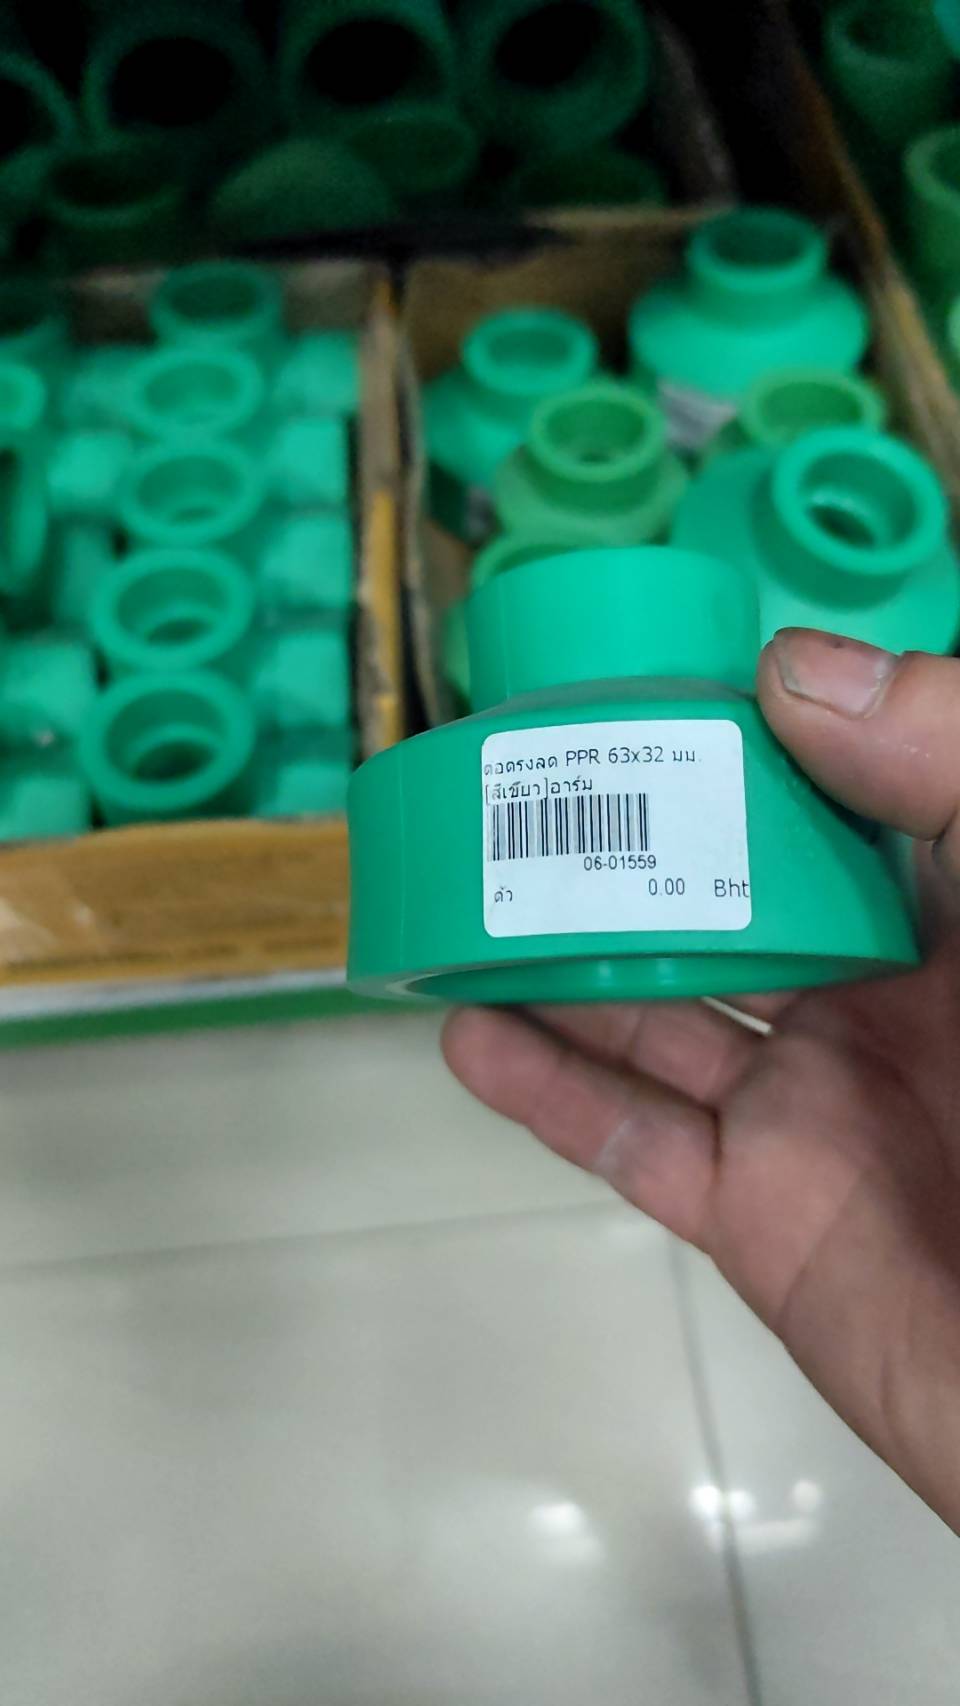 ต่อตรงลด PPR 63x32 มม.
[สีเขียว]อาร์ม
06-01559
ตัว 0.00 Bht